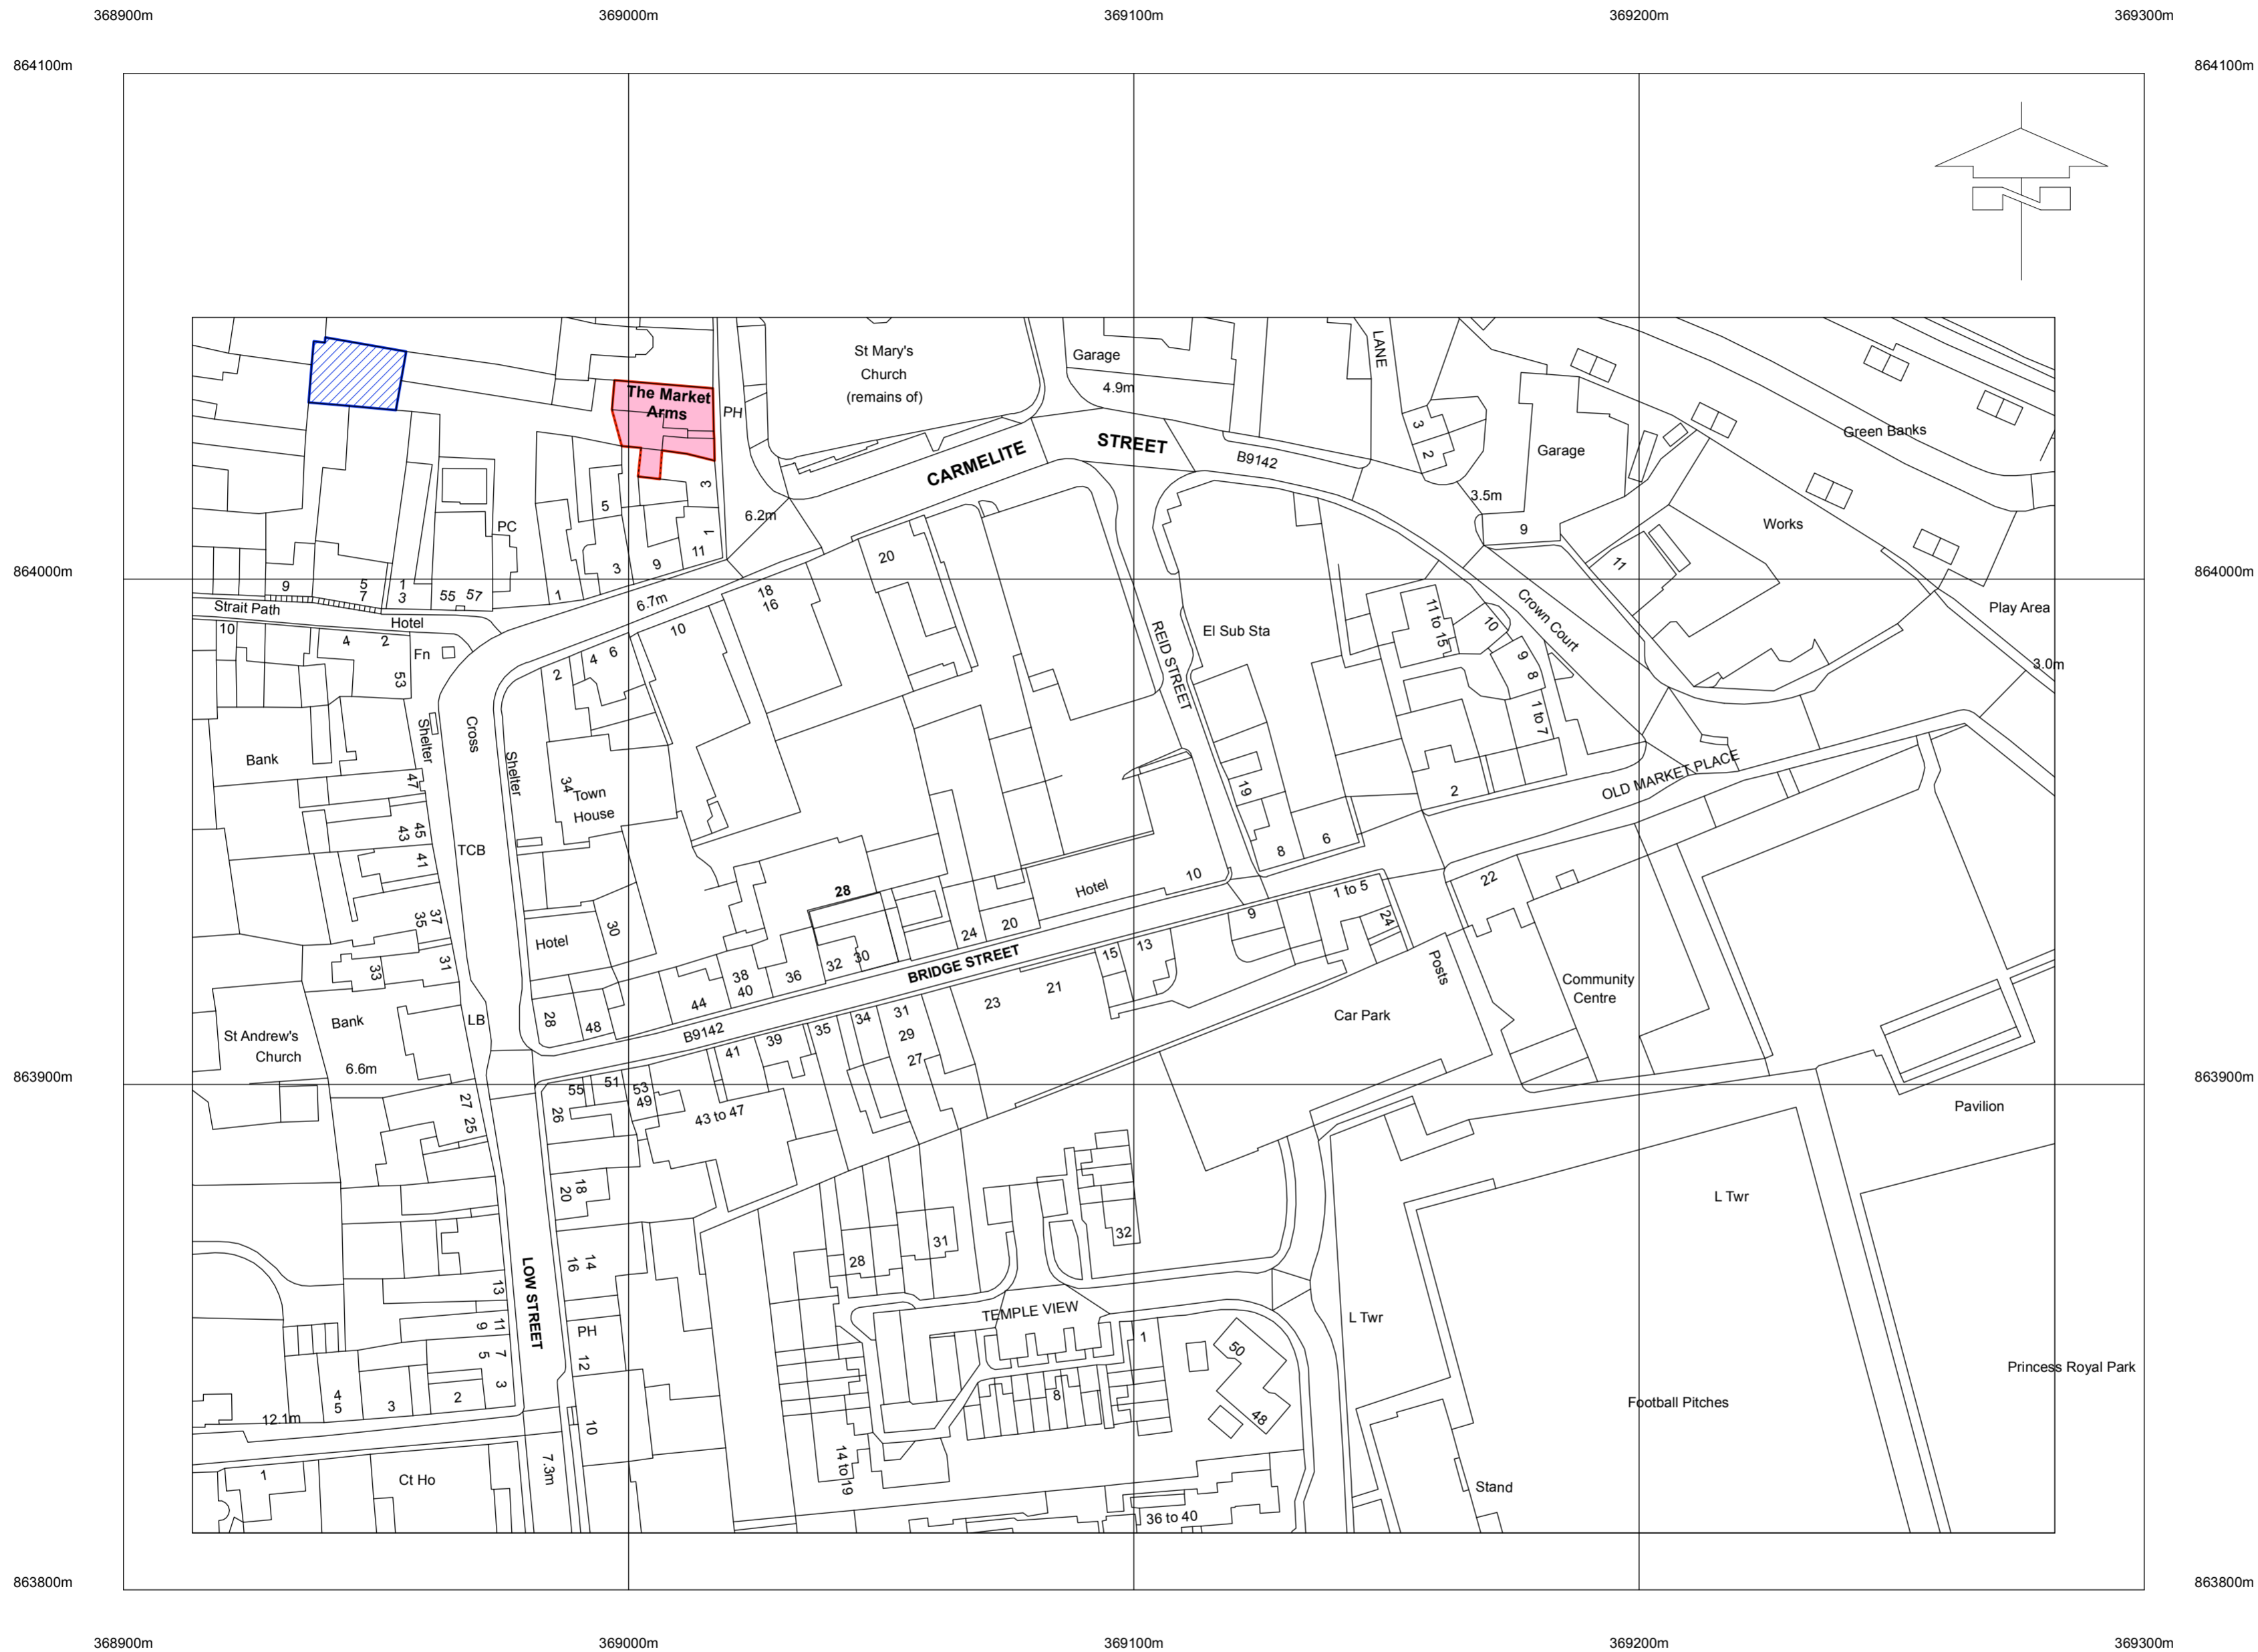 368900m
369000m
369100m
369200m
369300m
864100m
864100m
St Mary's
Church
(remains of)
Garage
4.9m
LANE
The Market
Arms
PH
CARMELITE
STREET
B9142
3
2
Garage
Green Banks
3.5m
9
Works
11
5
3
1
6.2m
PC
3
9
11
20
864000m
864000m
9
5
7
1
3
55
57
1
6.7m
18
16
Strait Path
Hotel
10
4
2
Fn
53
2
4
6
10
REID STREET
El Sub Sta
11 to 15
10
9
8
1 to 7
Crown Court
Play Area
3.0m
Bank
Shelter
Cross
Shelter
47
34
Town
House
45
43
41
TCB
19
2
OLD MARKET PLACE
8
6
28
Hotel
10
1 to 5
22
37
35
33
31
Hotel
30
24
20
9
24
BRIDGE STREET
38
40
36
32
30
15
13
Posts
Community
Centre
44
23
21
Car Park
St Andrew's
Church
Bank
LB
28
48
B9142
6.6m
41
39
35
34
31
29
27
863900m
863900m
55
51
53
49
26
43 to 47
27
25
Pavilion
18
20
L Twr
14
16
28
31
32
13
LOW STREET
11
9
7
5
3
PH
12
TEMPLE VIEW
L Twr
1
50
48
8
Princess Royal Park
Football Pitches
4
5
3
2
12.1m
10
7.3m
1
Ct Ho
14 to 19
Stand
36 to 40
863800m
863800m
368900m
369000m
369100m
369200m
369300m